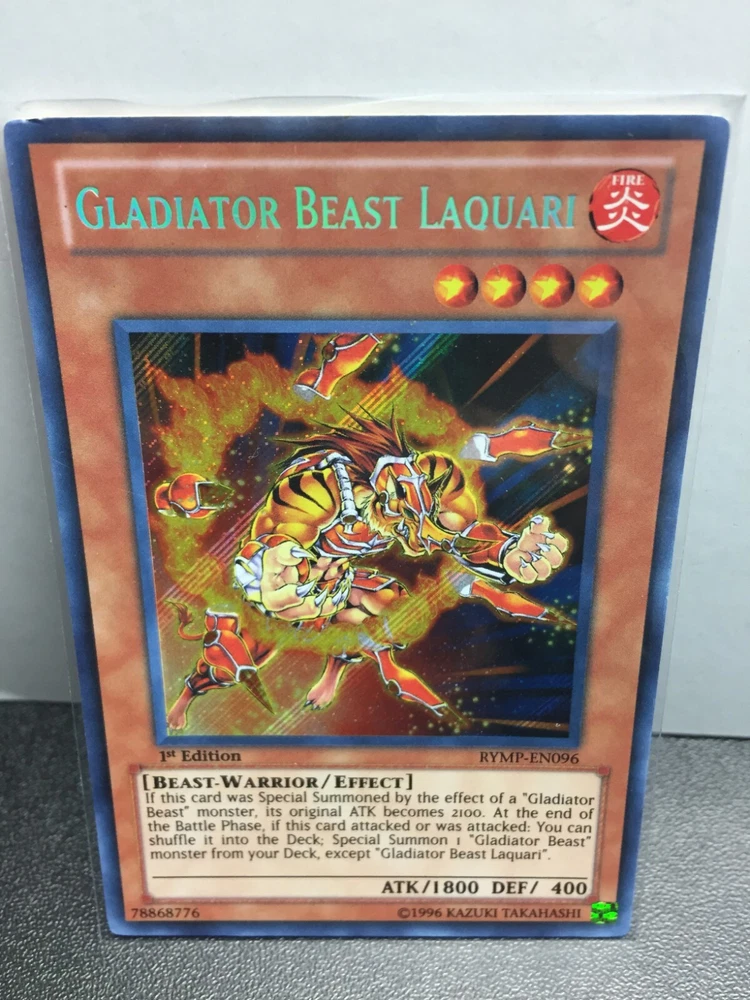 GLADIATOR BEAST LAQUARI
FIRE
炎
1st Edition
RYMP-EN096
[BEAST-WARRIOR/EFFECT]
If this card was Special Summoned by the effect of a "Gladiator
Beast" monster, its original ATK becomes 2100. At the end of
the Battle Phase, if this card attacked or was attacked: You can
shuffle it into the Deck; Special Summon 1 "Gladiator Beast"
monster from your Deck, except "Gladiator Beast Laquari".
ATK/1800 DEF/ 400
78868776
©1996 KAZUKI TAKAHASHI